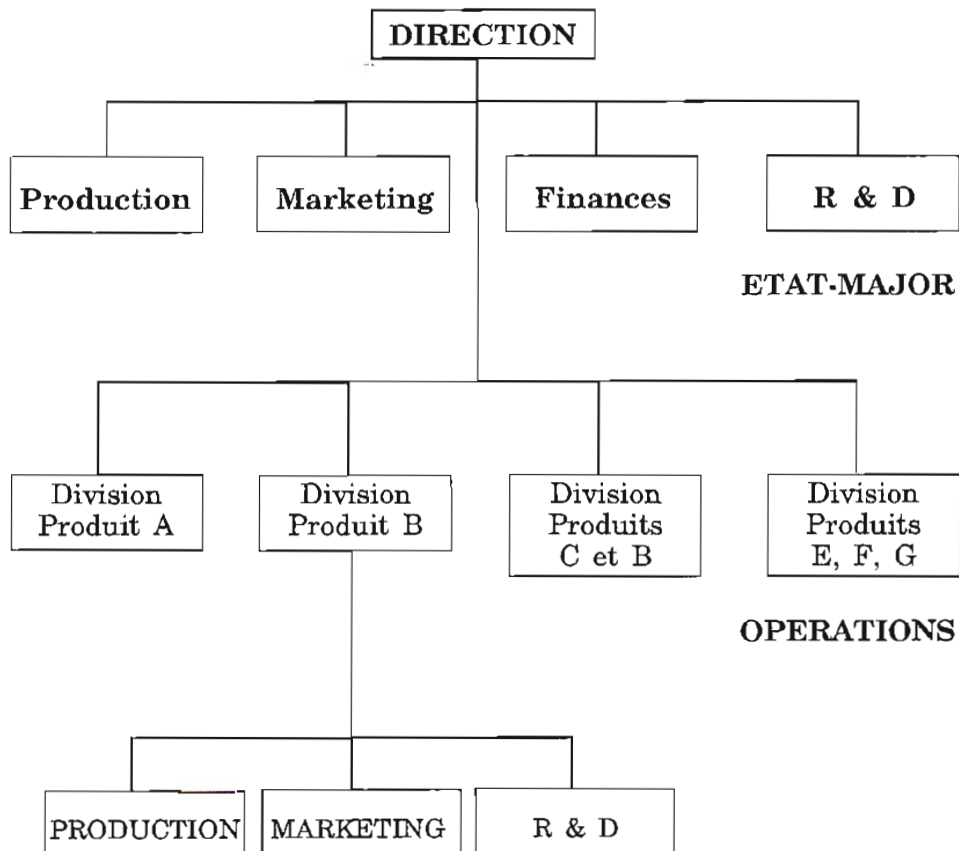 DIRECTION
Production
Marketing
Finances
R & D
ETAT-MAJOR
Division
Produit A
Division
Produit B
Division
Produits
C et B
Division
Produits
E, F, G
OPERATIONS
PRODUCTION
MARKETING
R & D